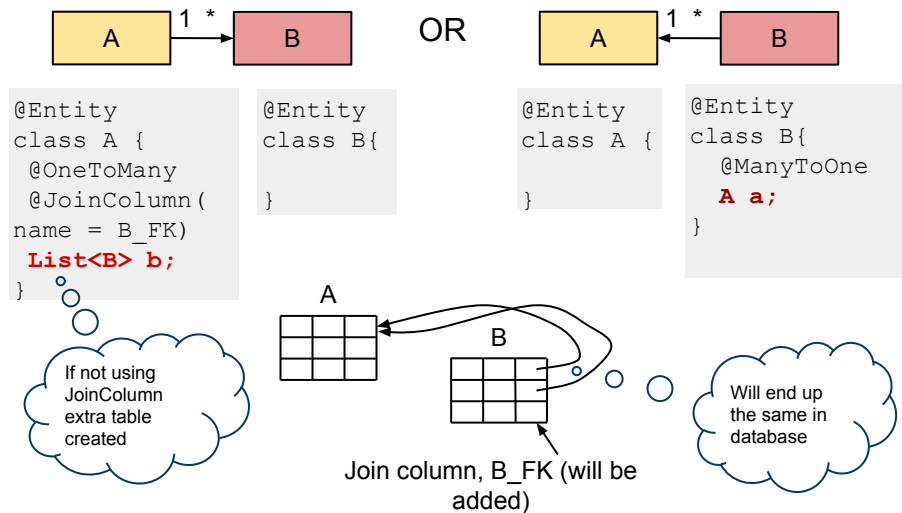 A
1 *
B
OR
A
1 *
B
@Entity
class A {
@OneToMany
@JoinColumn(
name = B_FK)
List<B> b;
}
@Entity
class B{
}
@Entity
class A {
}
@Entity
class B{
@ManyToOne
A a;
}
A
B
If not using
JoinColumn
extra table
created
Will end up
the same in
database
Join column, B_FK (will be
added)